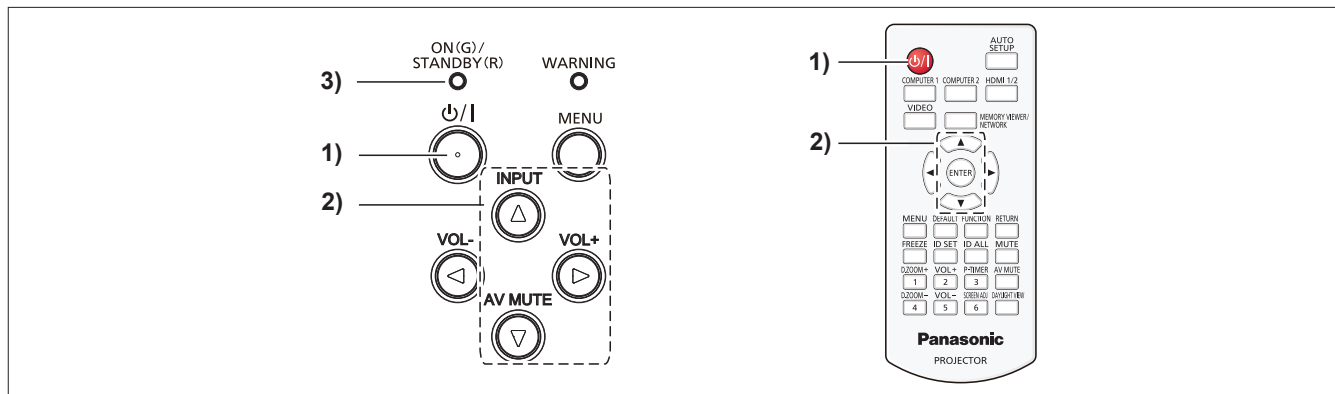 ON(G)/
STANDBY(R)
WARNING
3)
⏻/|
MENU
1)
INPUT
2)
VOL-
VOL+
AV MUTE
1)
⏻/|
AUTO
SETUP
COMPUTER 1 COMPUTER 2 HDMI 1/2
VIDEO
MEMORY VIEWER/
NETWORK
2)
ENTER
MENU DEFAULT FUNCTION RETURN
FREEZE ID SET ID ALL MUTE
D.ZOOM+ VOL+ P-TIMER AV MUTE
1 2 3
D.ZOOM- VOL- SCREEN ADJ DAYLIGHT VIEW
4 5 6
Panasonic
PROJECTOR